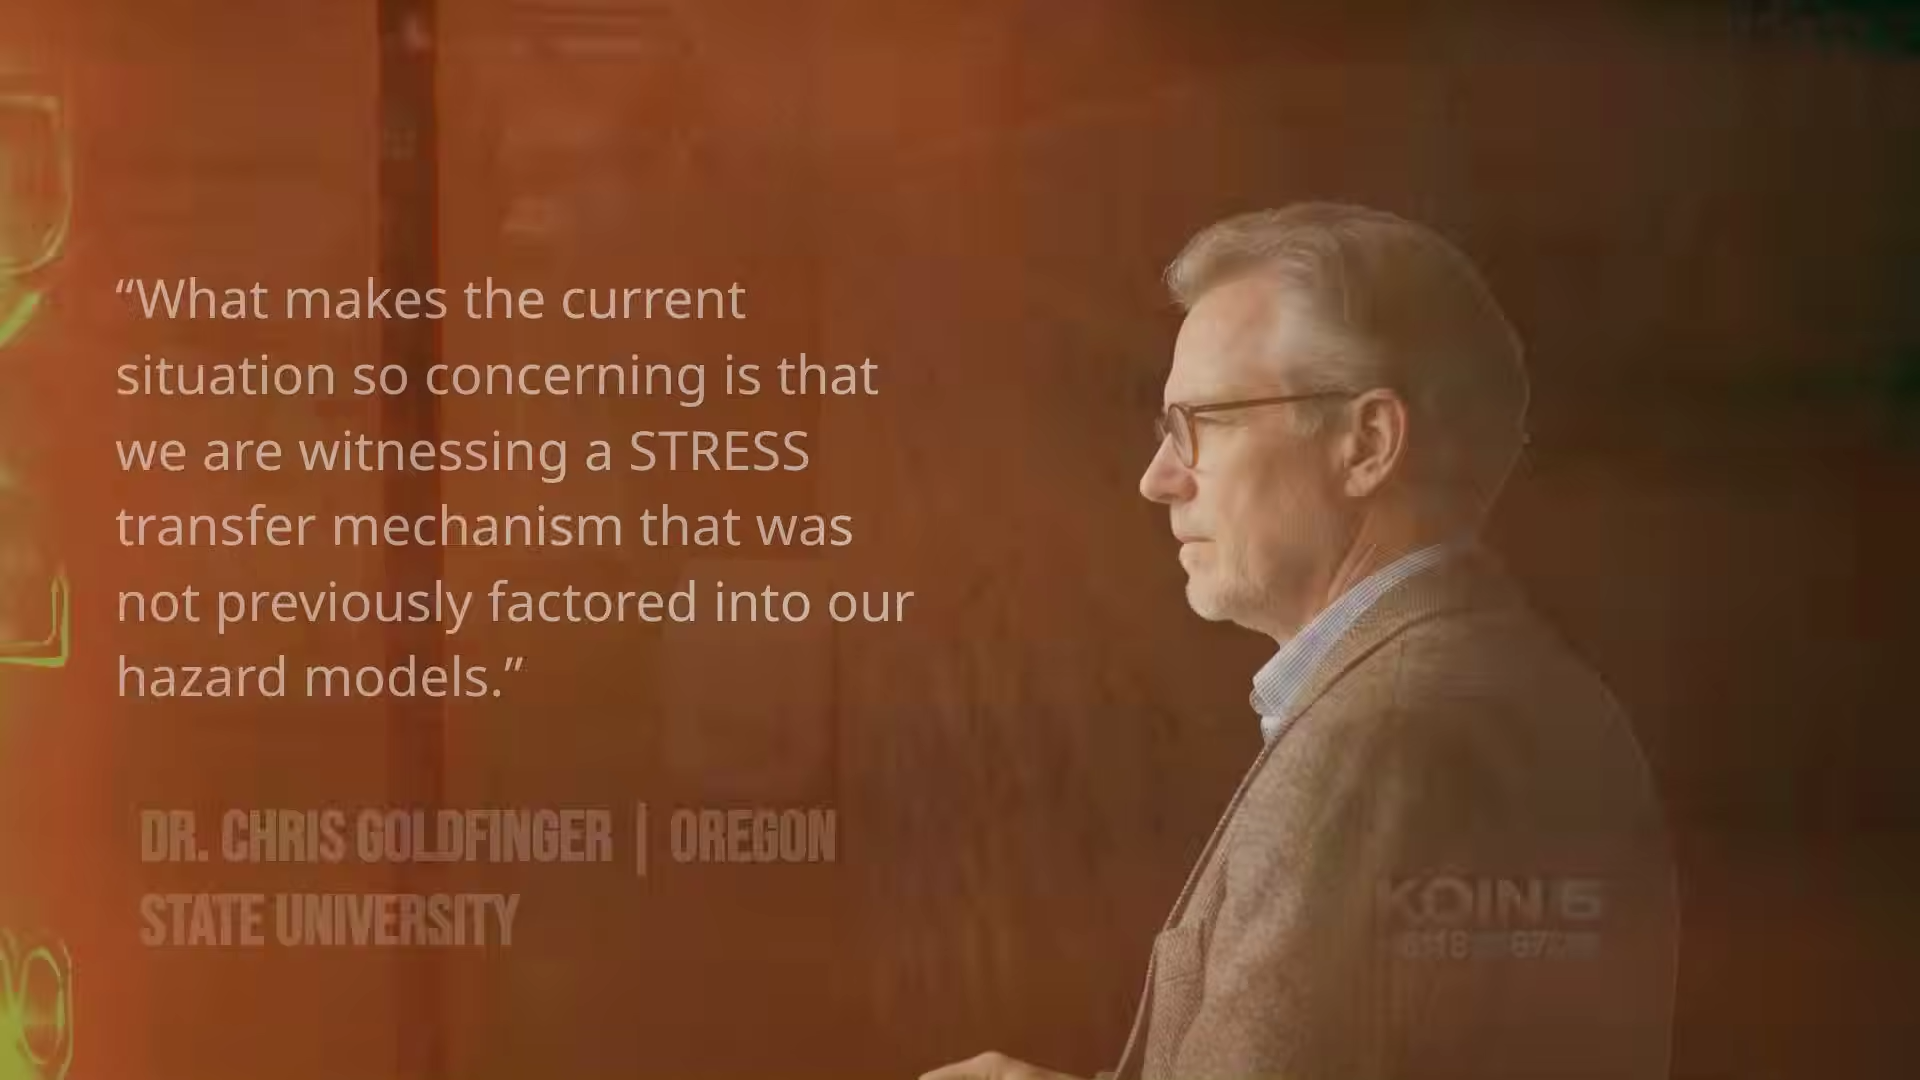 “What makes the current
situation so concerning is that
we are witnessing a STRESS
transfer mechanism that was
not previously factored into our
hazard models.”
DR. CHRIS GOLDFINGER | OREGON
STATE UNIVERSITY
KOIN 6